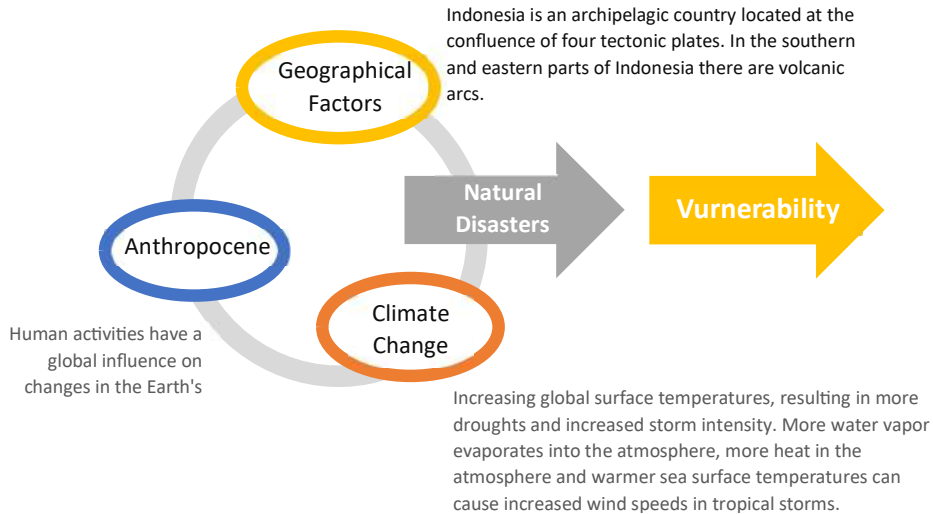 Indonesia is an archipelagic country located at the
confluence of four tectonic plates. In the southern
and eastern parts of Indonesia there are volcanic
arcs.
Geographical
Factors
Natural
Disasters
Vurnerability
Anthropocene
Climate
Change
Human activities have a
global influence on
changes in the Earth's
Increasing global surface temperatures, resulting in more
droughts and increased storm intensity. More water vapor
evaporates into the atmosphere, more heat in the
atmosphere and warmer sea surface temperatures can
cause increased wind speeds in tropical storms.